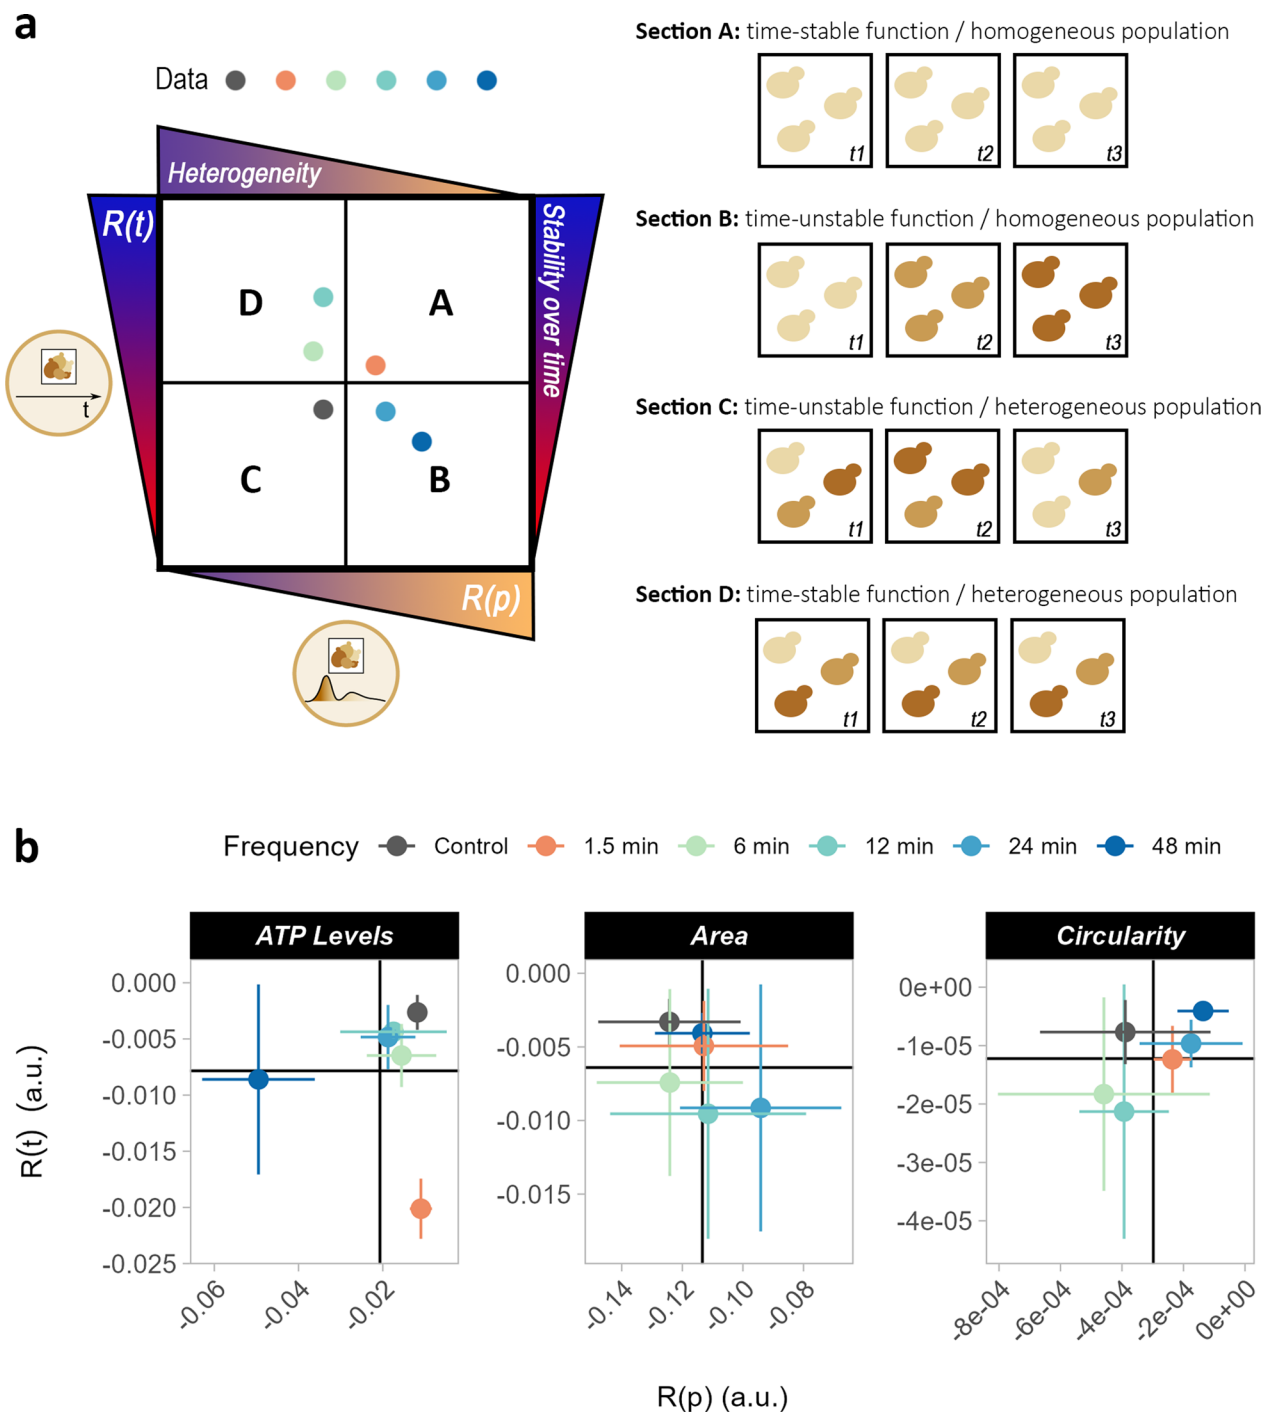 a
Data
Heterogeneity
R(t)
Stability over time
D
A
C
B
t
R(p)
Section A: time-stable function / homogeneous population
t1
t2
t3
Section B: time-unstable function / homogeneous population
t1
t2
t3
Section C: time-unstable function / heterogeneous population
t1
t2
t3
Section D: time-stable function / heterogeneous population
t1
t2
t3
b
Frequency Control 1.5 min 6 min 12 min 24 min 48 min
R(t) (a.u.)
ATP Levels
0.000
-0.005
-0.010
-0.015
-0.020
-0.025
-0.06
-0.04
-0.02
Area
0.000
-0.005
-0.010
-0.015
-0.14
-0.12
-0.10
-0.08
Circularity
0e+00
-1e-05
-2e-05
-3e-05
-4e-05
-8e-04
-6e-04
-4e-04
-2e-04
0e+00
R(p) (a.u.)